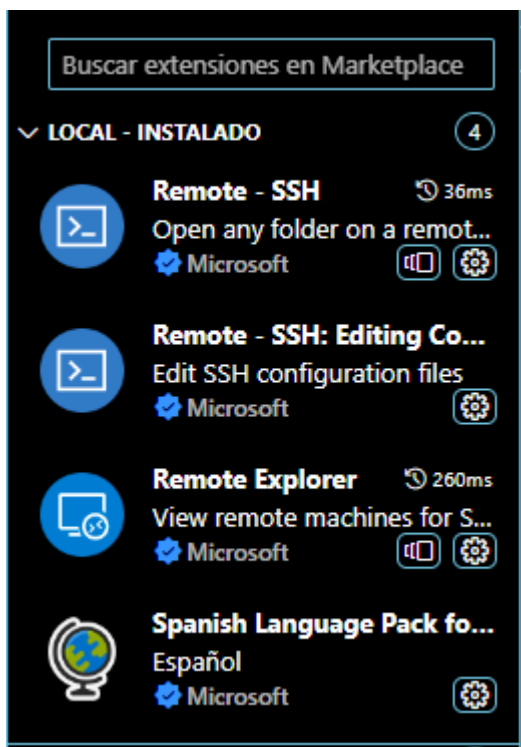 Buscar extensiones en Marketplace
LOCAL - INSTALADO 4
Remote - SSH 36ms
Open any folder on a remot...
Microsoft
Remote - SSH: Editing Co...
Edit SSH configuration files
Microsoft
Remote Explorer 260ms
View remote machines for S...
Microsoft
Spanish Language Pack fo...
Español
Microsoft